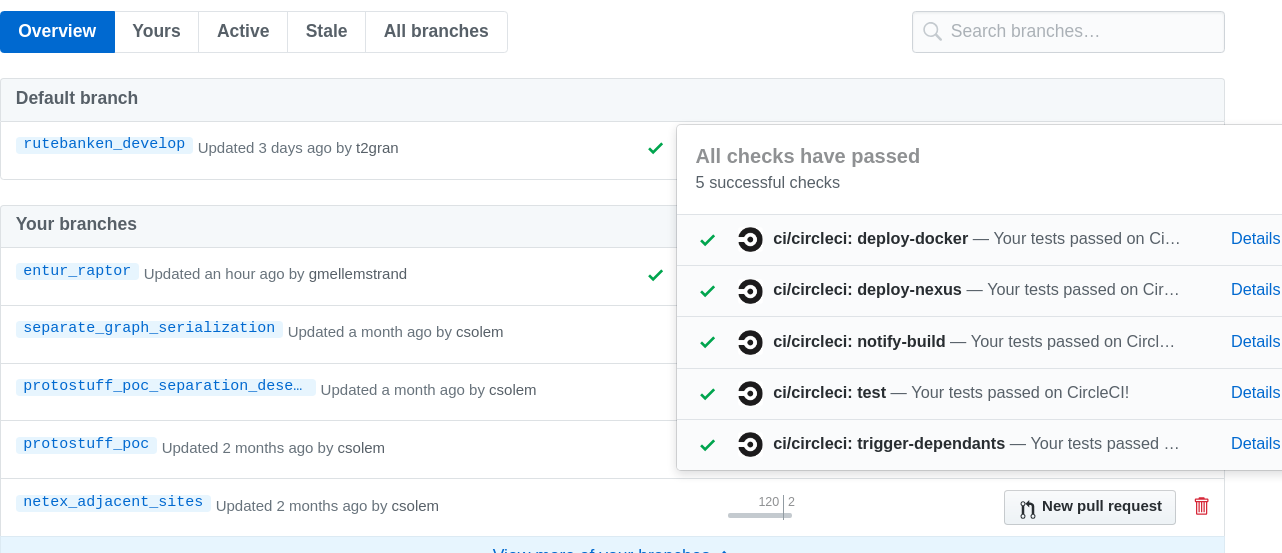 Overview Yours Active Stale All branches Search branches…
Default branch
rutebanken_develop Updated 3 days ago by t2gran
All checks have passed
5 successful checks
Your branches
ci/circleci: deploy-docker — Your tests passed on Ci… Details
entur_raptor Updated an hour ago by gmellemstrand
ci/circleci: deploy-nexus — Your tests passed on Cir… Details
separate_graph_serialization Updated a month ago by csolem
ci/circleci: notify-build — Your tests passed on Circl… Details
protostuff_poc_separation_dese… Updated a month ago by csolem
ci/circleci: test — Your tests passed on CircleCI! Details
protostuff_poc Updated 2 months ago by csolem
ci/circleci: trigger-dependants — Your tests passed … Details
netex_adjacent_sites Updated 2 months ago by csolem 120 2 New pull request
View more of your branches